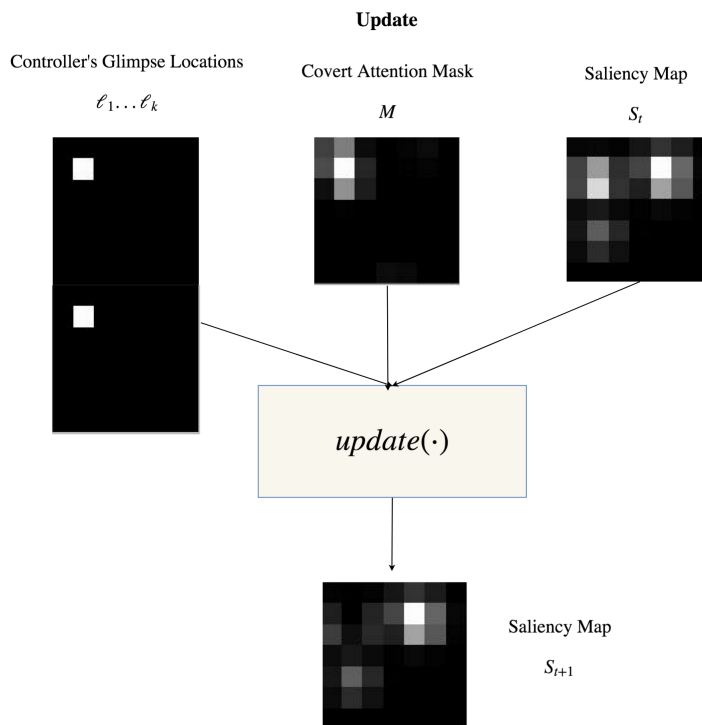 Update
Controller's Glimpse Locations
ℓ₁...ℓₖ
Covert Attention Mask
M
Saliency Map
Sₜ
update(·)
Saliency Map
Sₜ₊₁